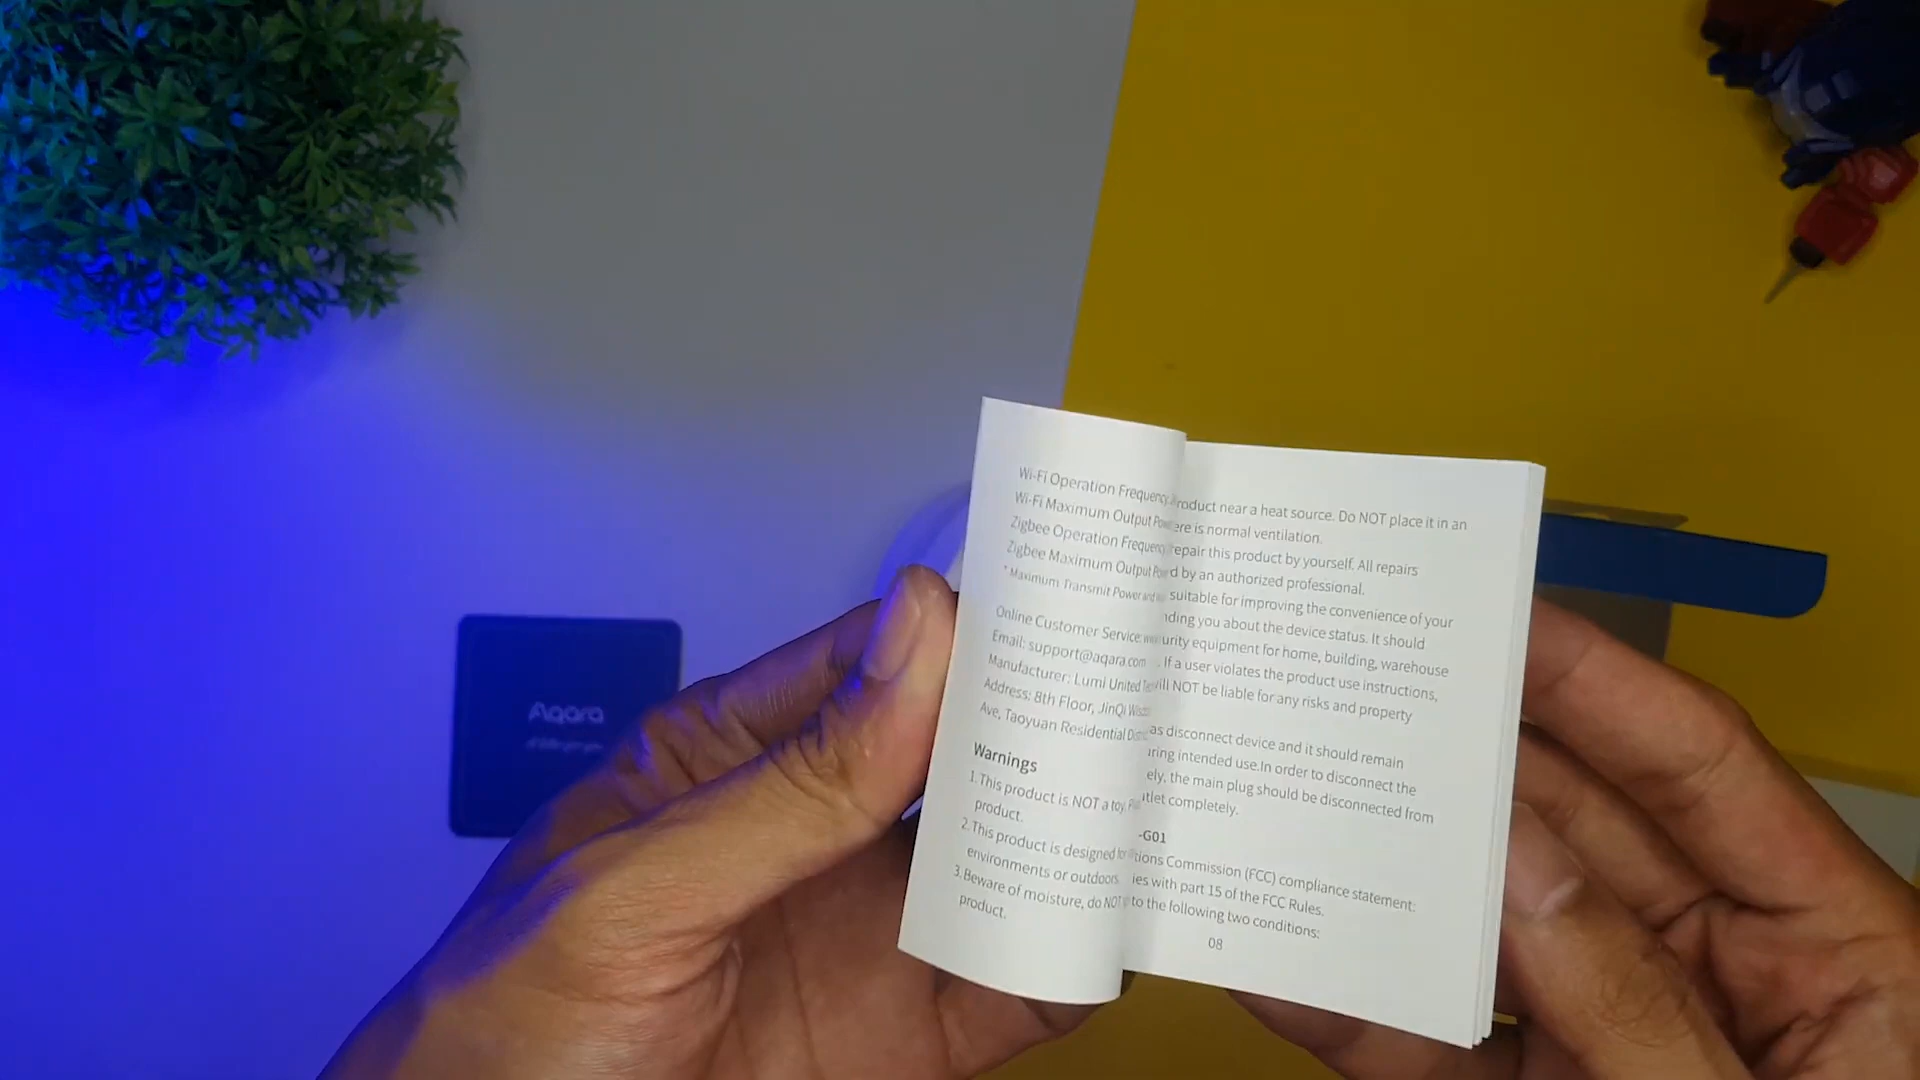 Aqara
Wi-Fi Operation Frequency
Wi-Fi Maximum Output
Zigbee Operation Frequency
Zigbee Maximum Output
* Maximum Transmit Power and
Online Customer Service:
Email: support@aqara.com
Manufacturer: Lumi United
Address: 8th Floor, JinQi
Ave, Taoyuan Residential
Warnings
1. This product is NOT a toy.
product.
2. This product is designed for
environments or outdoors.
3. Beware of moisture, do NOT
product.
roduct near a heat source. Do NOT place it in an
ere is normal ventilation.
repair this product by yourself. All repairs
d by an authorized professional.
suitable for improving the convenience of your
nding you about the device status. It should
urity equipment for home, building, warehouse
. If a user violates the product use instructions,
ill NOT be liable for any risks and property
as disconnect device and it should remain
uring intended use.In order to disconnect the
ely, the main plug should be disconnected from
tlet completely.
-G01
tions Commission (FCC) compliance statement:
ies with part 15 of the FCC Rules.
to the following two conditions:
08